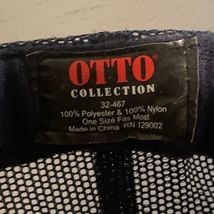 OTTO
COLLECTION
32-467
100% Polyester & 100% Nylon
One Size Fits Most
Made in China RN 129002